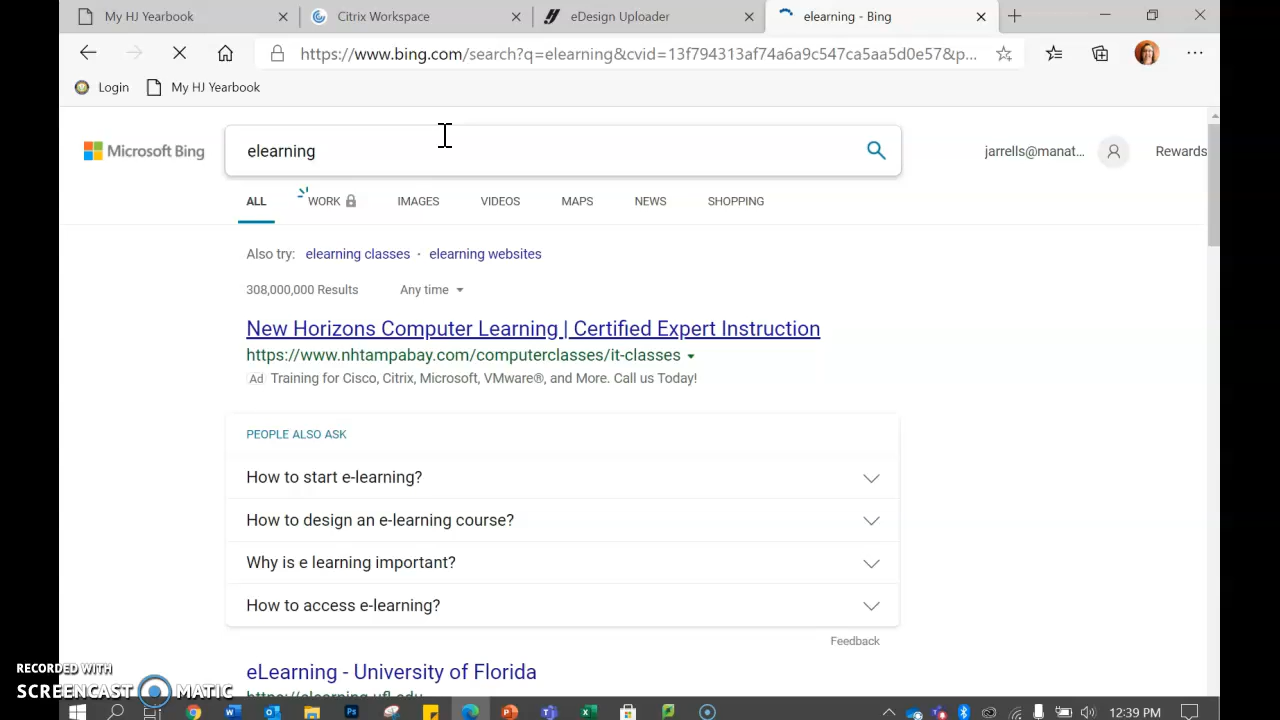 My HJ Yearbook
Citrix Workspace
eDesign Uploader
elearning - Bing
https://www.bing.com/search?q=elearning&cvid=13f794313af74a6a9c547ca5aa5d0e57&p...
Login
My HJ Yearbook
Microsoft Bing
elearning
jarrells@manat...
Rewards
ALL
WORK
IMAGES
VIDEOS
MAPS
NEWS
SHOPPING
Also try: elearning classes · elearning websites
308,000,000 Results
Any time
New Horizons Computer Learning | Certified Expert Instruction
https://www.nhtampabay.com/computerclasses/it-classes
Ad Training for Cisco, Citrix, Microsoft, VMware®, and More. Call us Today!
PEOPLE ALSO ASK
How to start e-learning?
How to design an e-learning course?
Why is e learning important?
How to access e-learning?
Feedback
eLearning - University of Florida
https://elearning.ufl.edu
RECORDED WITH
SCREENCAST MATIC
12:39 PM